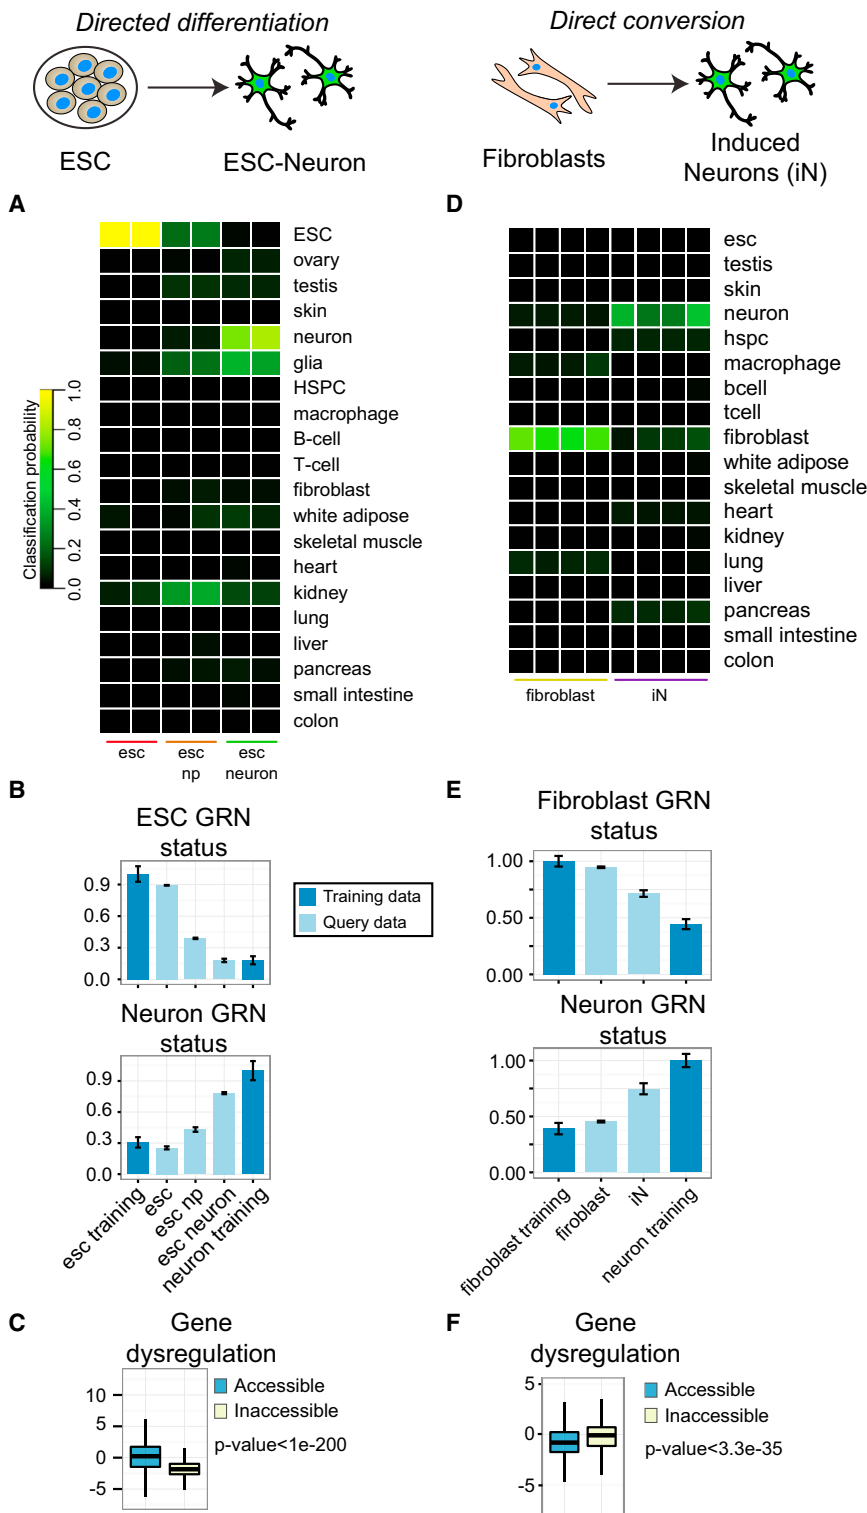 Directed differentiation
Direct conversion
ESC
ESC-Neuron
Fibroblasts
Induced
Neurons (iN)
A
ESC
ovary
testis
skin
neuron
glia
HSPC
macrophage
B-cell
T-cell
fibroblast
white adipose
skeletal muscle
heart
kidney
lung
liver
pancreas
small intestine
colon
Classification probability
0.0 0.2 0.4 0.6 0.8 1.0
esc
esc
np
esc
neuron
D
esc
testis
skin
neuron
hspc
macrophage
bcell
tcell
fibroblast
white adipose
skeletal muscle
heart
kidney
lung
liver
pancreas
small intestine
colon
fibroblast
iN
B
ESC GRN
status
0.9
0.6
0.3
0.0
Training data
Query data
Neuron GRN
status
0.9
0.6
0.3
0.0
esc training
esc
esc np
esc neuron
neuron training
E
Fibroblast GRN
status
1.00
0.50
0.00
Neuron GRN
status
1.00
0.50
0.00
fibroblast training
firoblast
iN
neuron training
C
Gene
dysregulation
10
5
0
-5
Accessible
Inaccessible
p-value<1e-200
F
Gene
dysregulation
5
0
-5
Accessible
Inaccessible
p-value<3.3e-35